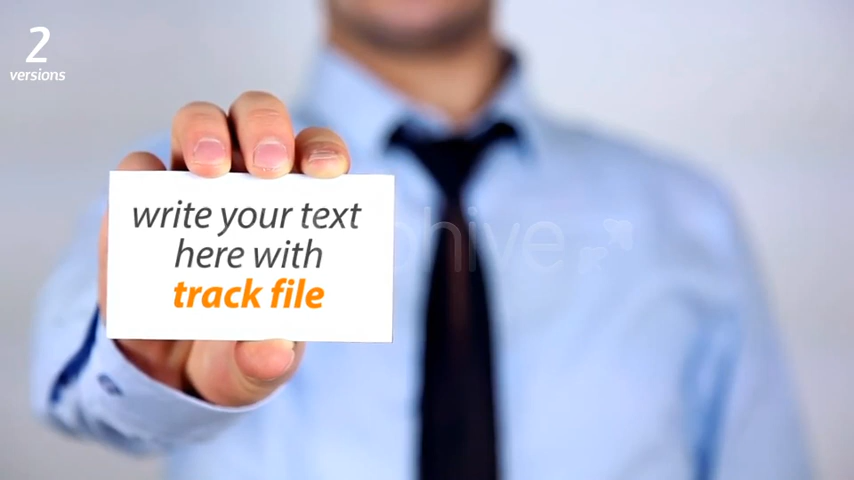 2
versions
write your text
here with
track file